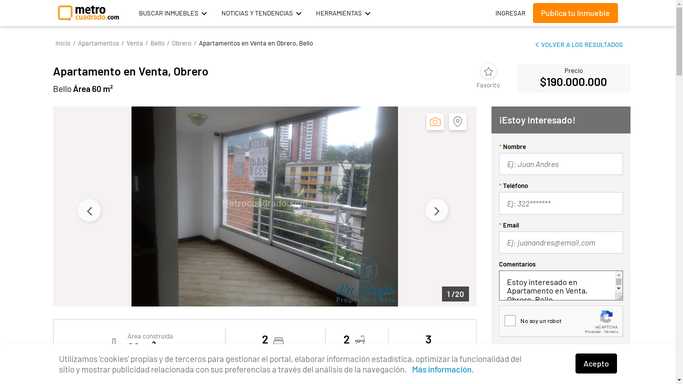 metro
cuadrado.com
BUSCAR INMUEBLES
NOTICIAS Y TENDENCIAS
HERRAMIENTAS
INGRESAR
Publica tu Inmueble
Inicio / Apartamentos / Venta / Bello / Obrero / Apartamentos en Venta en Obrero, Bello
VOLVER A LOS RESULTADOS
Apartamento en Venta, Obrero
Bello Área 60 m²
Favorito
Precio
$190.000.000
1 / 20
¡Estoy Interesado!
* Nombre
Ej: Juan Andres
* Teléfono
Ej: 322*******
* Email
Ej: juanandres@email.com
Comentarios
Estoy interesado en
Apartamento en Venta,
Obrero, Bello
No soy un robot
reCAPTCHA
Privacidad - Términos
Área construida
2
2
3
Utilizamos 'cookies' propias y de terceros para gestionar el portal, elaborar información estadística, optimizar la funcionalidad del
sitio y mostrar publicidad relacionada con sus preferencias a través del análisis de la navegación. Más información.
Acepto